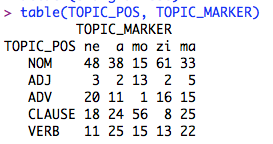 > table(TOPIC_POS, TOPIC_MARKER)
TOPIC_MARKER
TOPIC_POS ne a mo zi ma
NOM 48 38 15 61 33
ADJ 3 2 13 2 5
ADV 20 11 1 16 15
CLAUSE 18 24 56 8 25
VERB 11 25 15 13 22